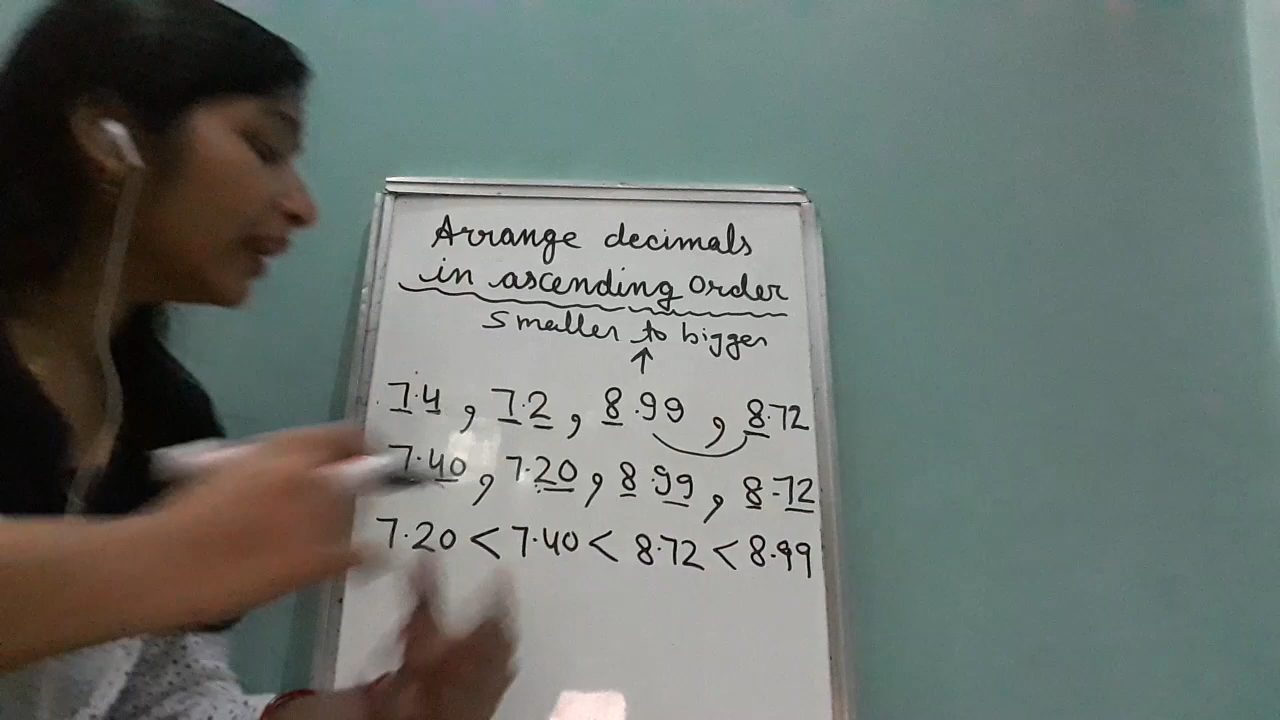 Arrange decimals
in ascending order
smaller to bigger
↑
7.4, 7.2, 8.99, 8.72
7.40, 7.20, 8.99, 8.72
7.20 < 7.40 < 8.72 < 8.99